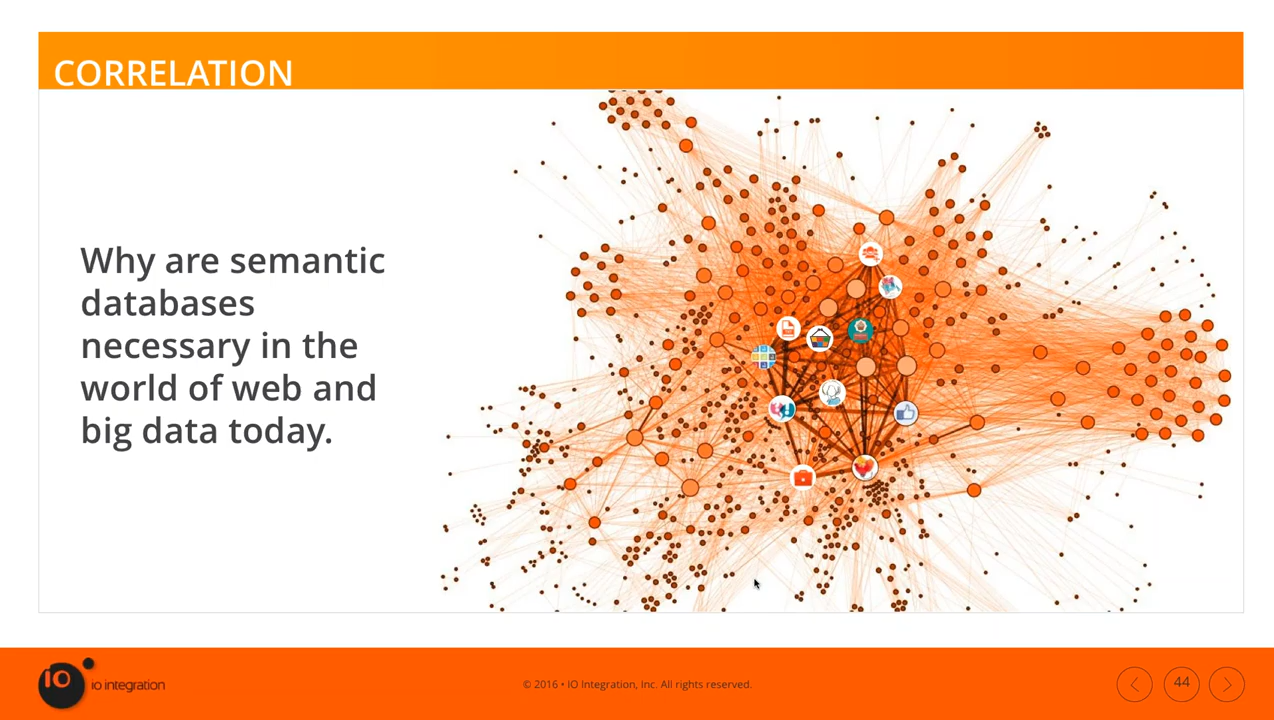 CORRELATION
Why are semantic
databases
necessary in the
world of web and
big data today.
IO
io integration
© 2016 • IO Integration, Inc. All rights reserved.
44